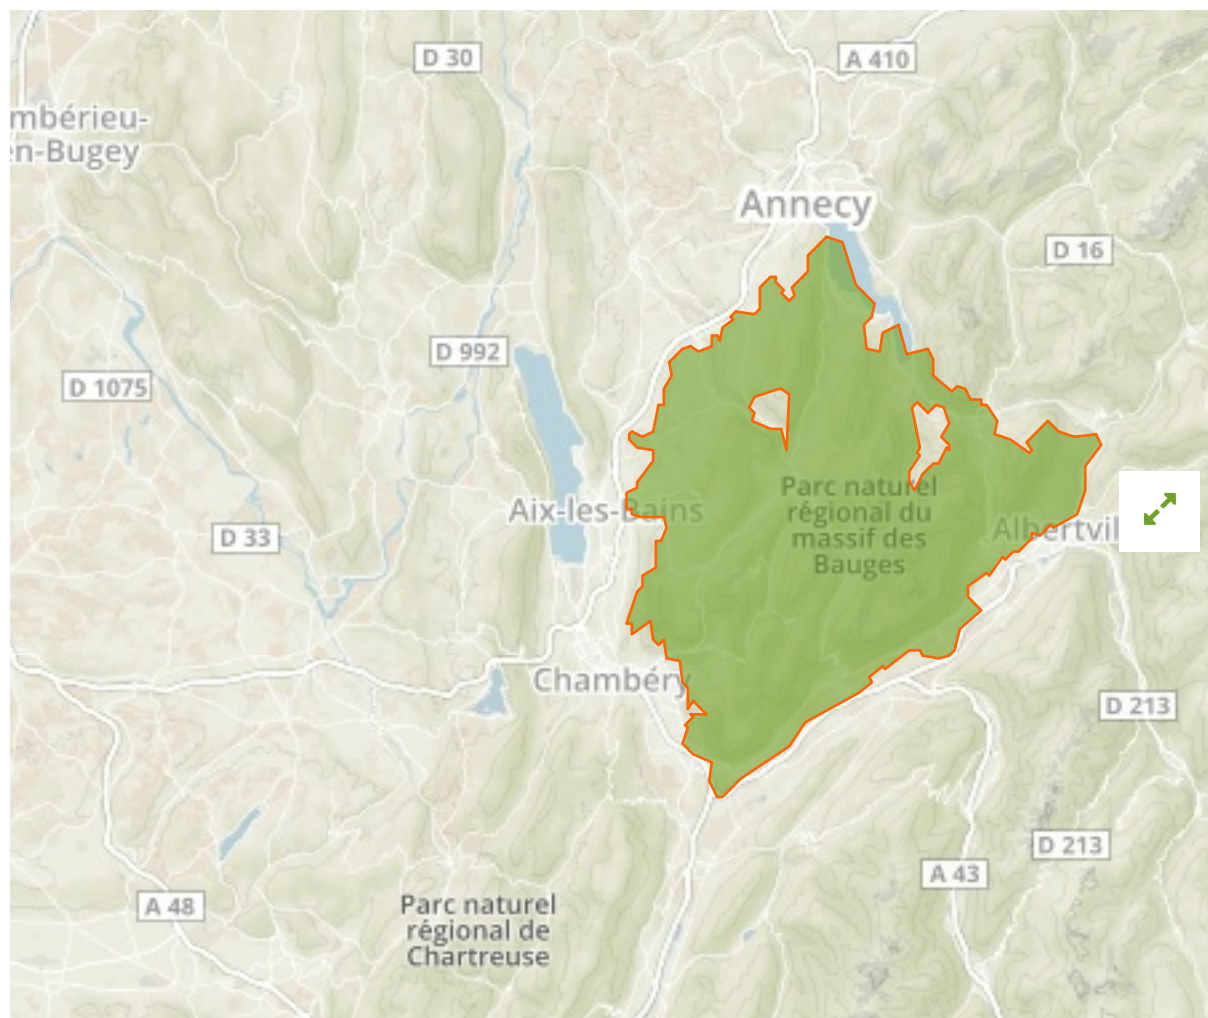 D 30
A 410
mbérieu-
en-Bugey
Annecy
D 16
D 992
D 1075
Parc naturel
régional du
massif des
Bauges
Aix-les-Bains
Albertvil
D 33
Chambéry
D 213
D 213
A 43
A 48
Parc naturel
régional de
Chartreuse